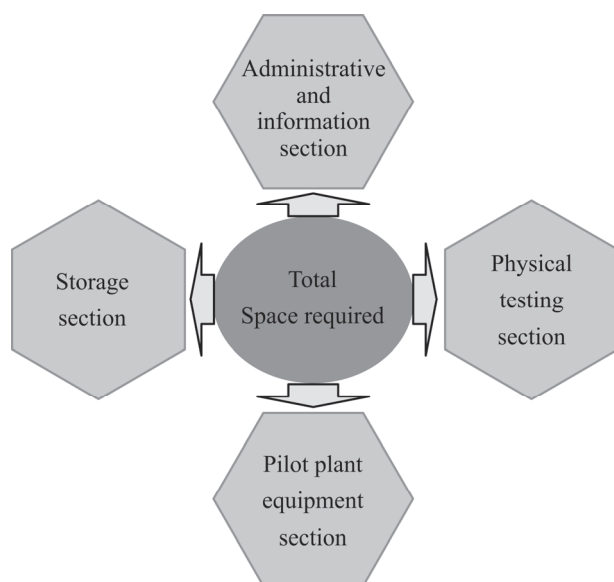 Administrative
and
information
section
Storage
section
Total
Space required
Physical
testing
section
Pilot plant
equipment
section